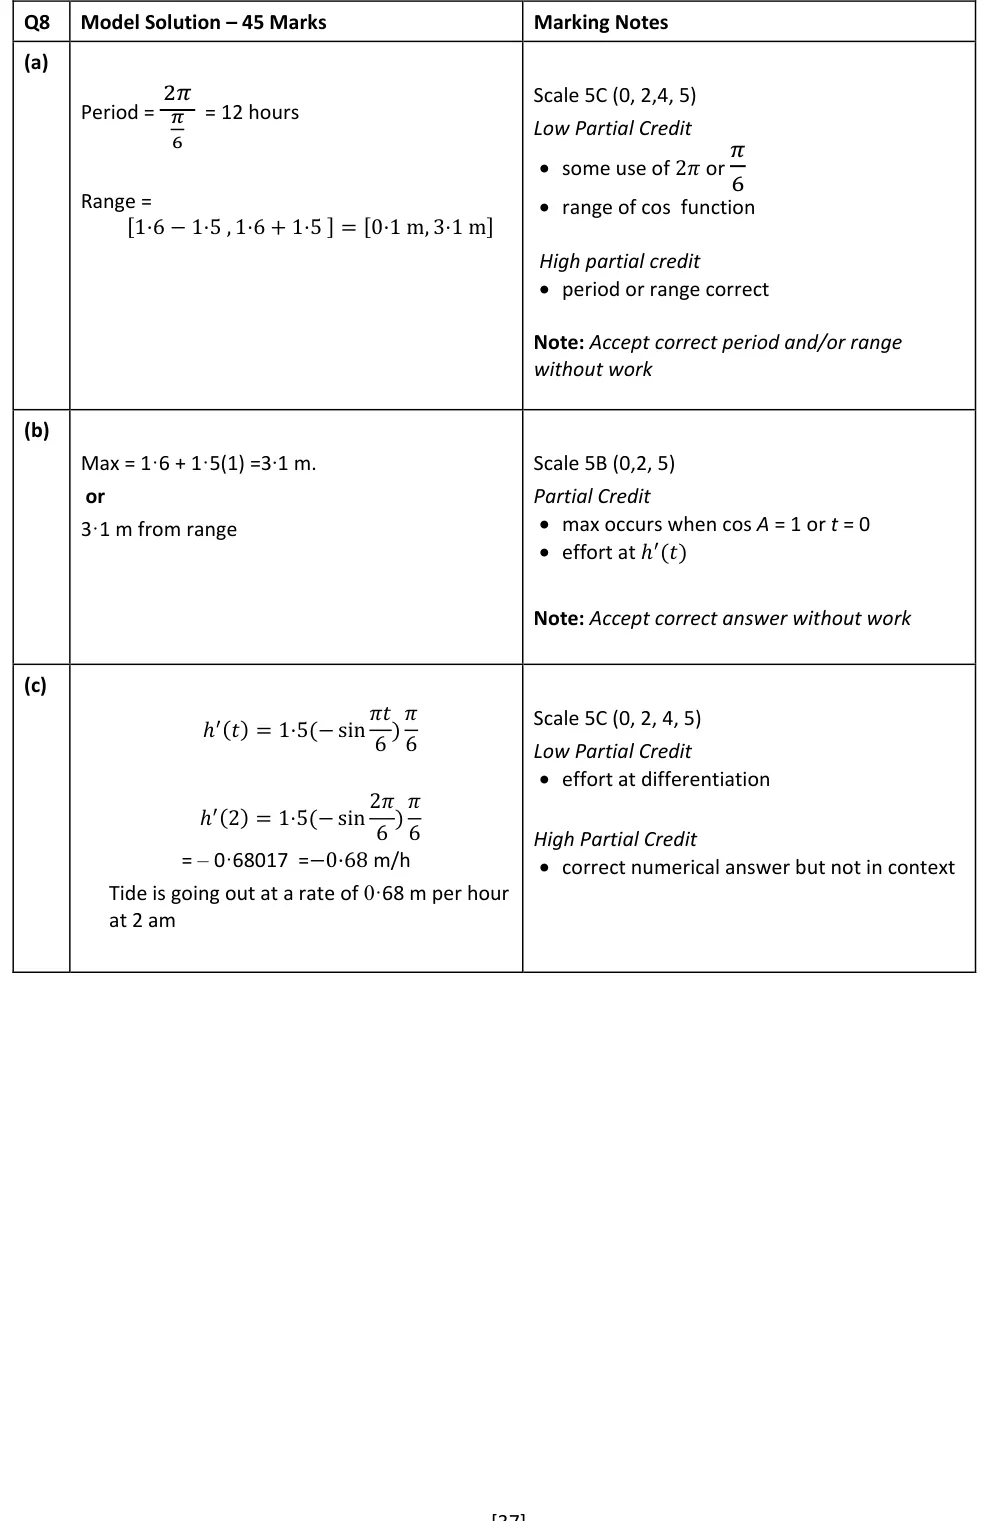 Q8 Model Solution – 45 Marks Marking Notes
(a)
Period = 2π / (π/6) = 12 hours
Range =
[1·6 − 1·5 , 1·6 + 1·5 ] = [0·1 m, 3·1 m]
Scale 5C (0, 2,4, 5)
Low Partial Credit
• some use of 2π or π/6
• range of cos function
High partial credit
• period or range correct
Note: Accept correct period and/or range
without work
(b)
Max = 1·6 + 1·5(1) =3·1 m.
or
3·1 m from range
Scale 5B (0,2, 5)
Partial Credit
• max occurs when cos A = 1 or t = 0
• effort at h′(t)
Note: Accept correct answer without work
(c)
h′(t) = 1·5(− sin πt/6) π/6
h′(2) = 1·5(− sin 2π/6) π/6
= – 0·68017 =−0·68 m/h
Tide is going out at a rate of 0·68 m per hour
at 2 am
Scale 5C (0, 2, 4, 5)
Low Partial Credit
• effort at differentiation
High Partial Credit
• correct numerical answer but not in context
[37]